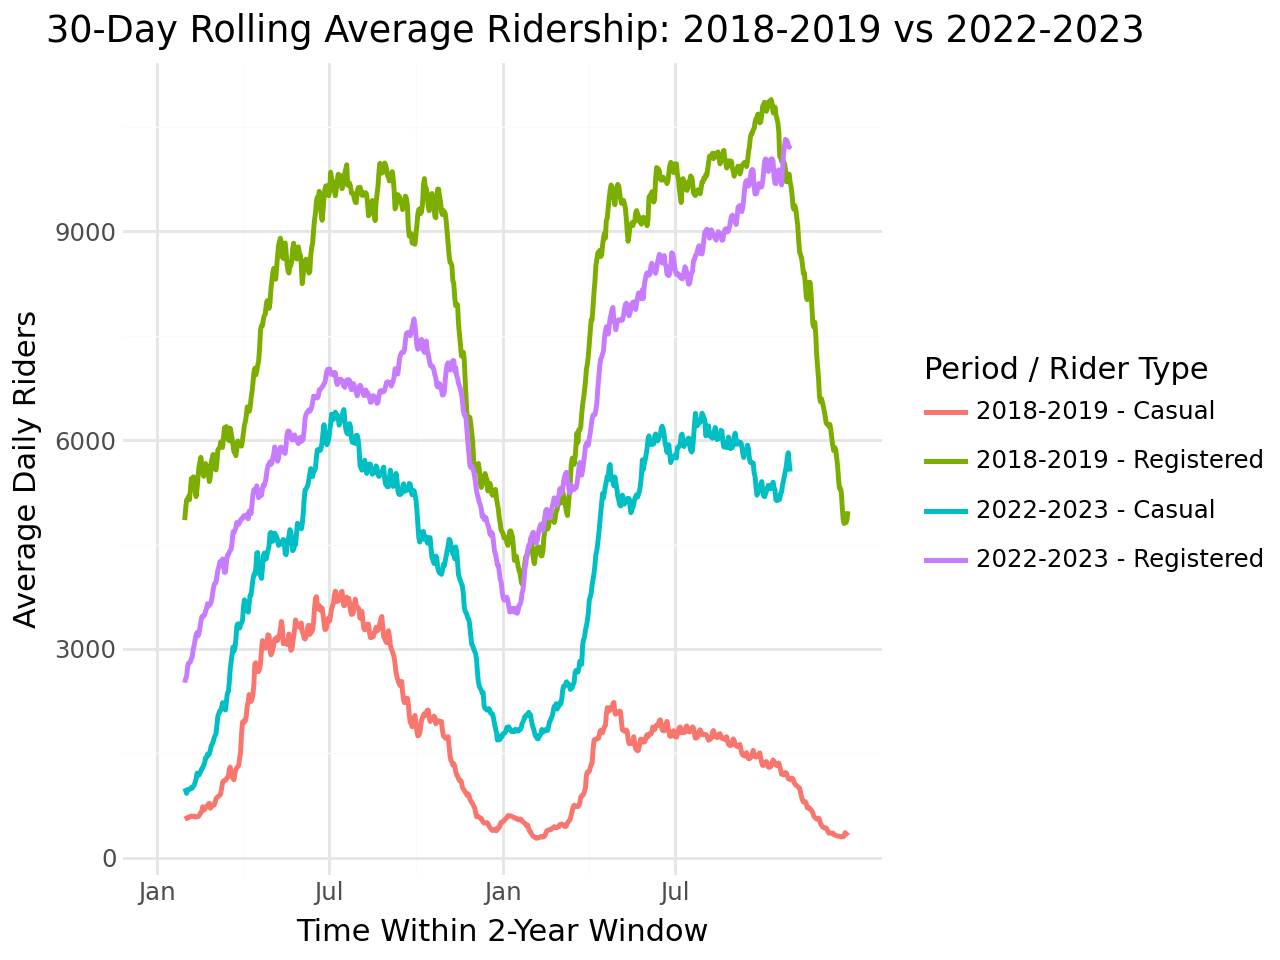 30-Day Rolling Average Ridership: 2018-2019 vs 2022-2023
Average Daily Riders
9000
6000
3000
0
Jan
Jul
Jan
Jul
Time Within 2-Year Window
Period / Rider Type
2018-2019 - Casual
2018-2019 - Registered
2022-2023 - Casual
2022-2023 - Registered